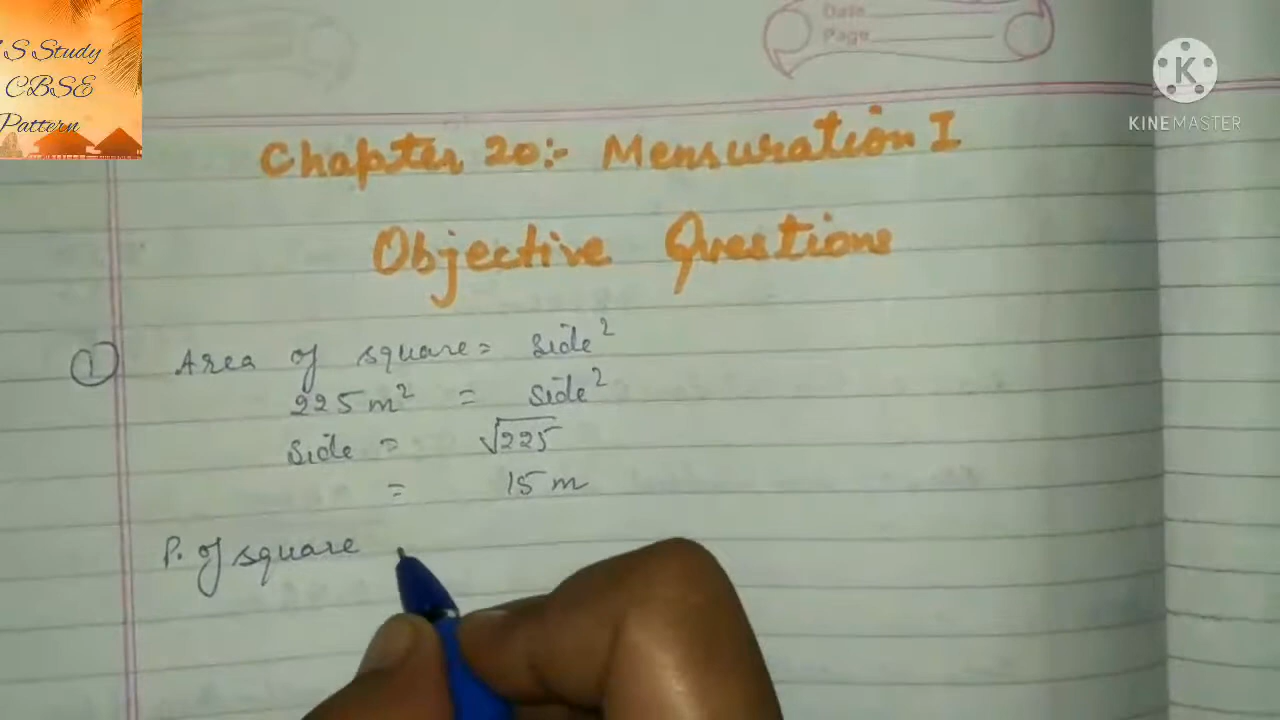 'S Study
CBSE
Pattern
Date
Page
KINEMASTER
Chapter 20:- Mensuration I
Objective Questions
① Area of square = side²
225 m² = side²
side = √225
= 15 m
P. of square